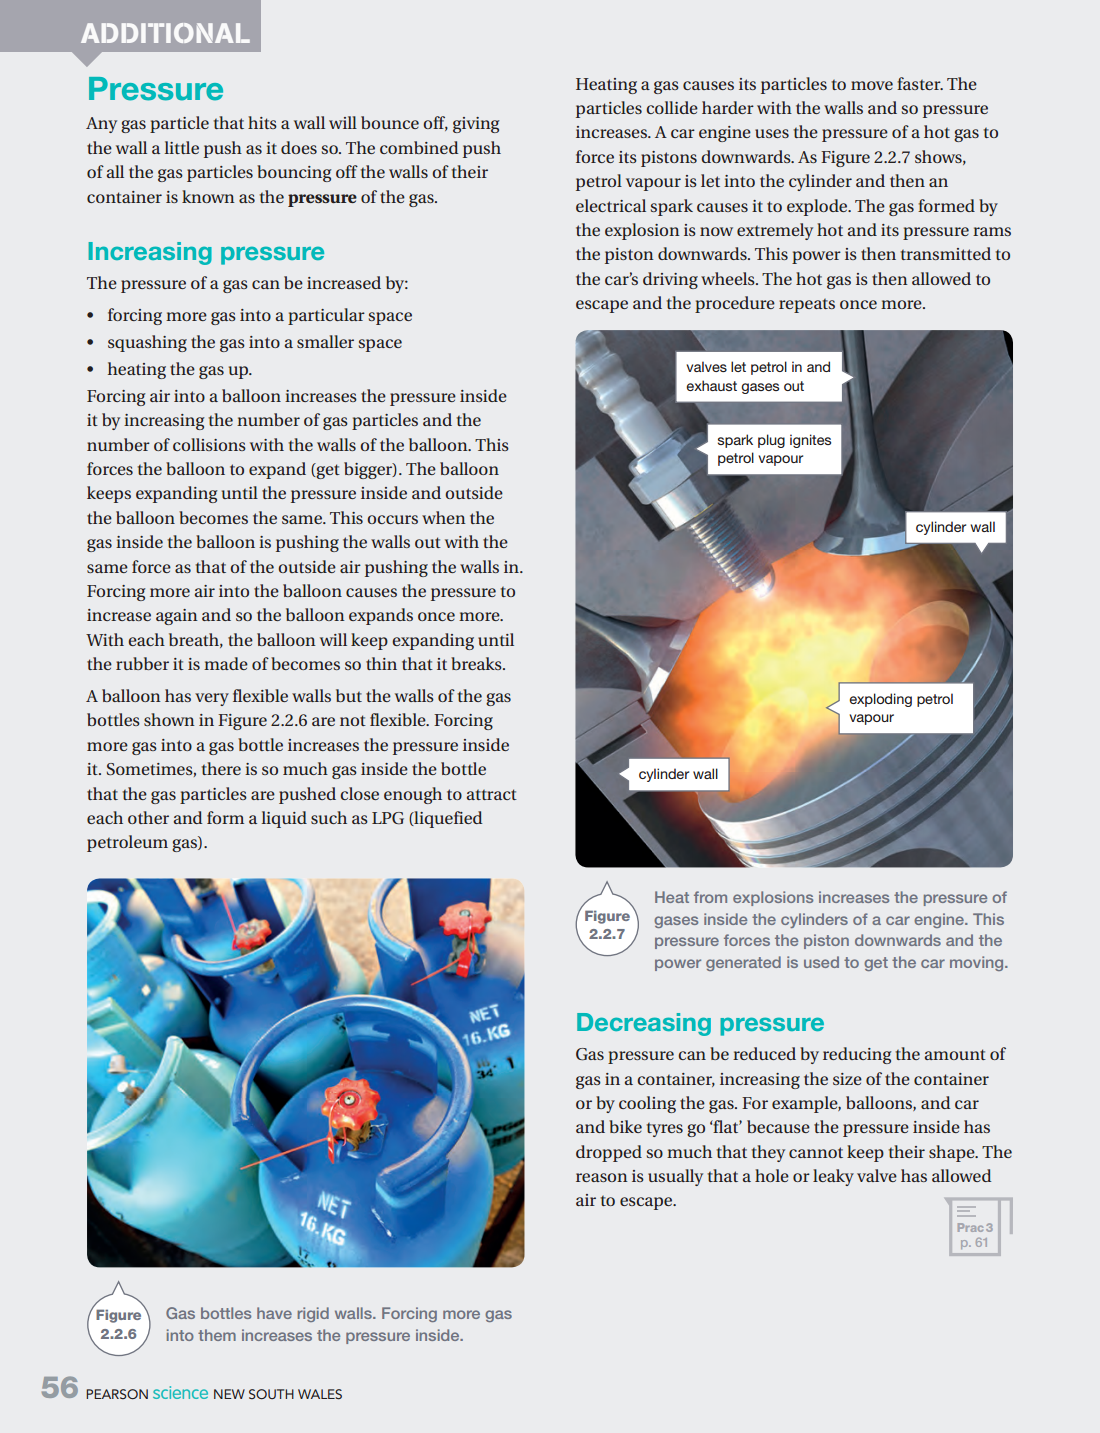 ADDITIONAL
Pressure
Any gas particle that hits a wall will bounce off, giving
the wall a little push as it does so. The combined push
of all the gas particles bouncing off the walls of their
container is known as the pressure of the gas.
Increasing pressure
The pressure of a gas can be increased by:
• forcing more gas into a particular space
• squashing the gas into a smaller space
• heating the gas up.
Forcing air into a balloon increases the pressure inside
it by increasing the number of gas particles and the
number of collisions with the walls of the balloon. This
forces the balloon to expand (get bigger). The balloon
keeps expanding until the pressure inside and outside
the balloon becomes the same. This occurs when the
gas inside the balloon is pushing the walls out with the
same force as that of the outside air pushing the walls in.
Forcing more air into the balloon causes the pressure to
increase again and so the balloon expands once more.
With each breath, the balloon will keep expanding until
the rubber it is made of becomes so thin that it breaks.
A balloon has very flexible walls but the walls of the gas
bottles shown in Figure 2.2.6 are not flexible. Forcing
more gas into a gas bottle increases the pressure inside
it. Sometimes, there is so much gas inside the bottle
that the gas particles are pushed close enough to attract
each other and form a liquid such as LPG (liquefied
petroleum gas).
NET
16.KG
34 1
NET
16.KG
17
Figure
2.2.6
Gas bottles have rigid walls. Forcing more gas
into them increases the pressure inside.
Heating a gas causes its particles to move faster. The
particles collide harder with the walls and so pressure
increases. A car engine uses the pressure of a hot gas to
force its pistons downwards. As Figure 2.2.7 shows,
petrol vapour is let into the cylinder and then an
electrical spark causes it to explode. The gas formed by
the explosion is now extremely hot and its pressure rams
the piston downwards. This power is then transmitted to
the car's driving wheels. The hot gas is then allowed to
escape and the procedure repeats once more.
valves let petrol in and
exhaust gases out
spark plug ignites
petrol vapour
cylinder wall
exploding petrol
vapour
cylinder wall
Figure
2.2.7
Heat from explosions increases the pressure of
gases inside the cylinders of a car engine. This
pressure forces the piston downwards and the
power generated is used to get the car moving.
Decreasing pressure
Gas pressure can be reduced by reducing the amount of
gas in a container, increasing the size of the container
or by cooling the gas. For example, balloons, and car
and bike tyres go 'flat' because the pressure inside has
dropped so much that they cannot keep their shape. The
reason is usually that a hole or leaky valve has allowed
air to escape.
Prac 3
p. 61
56 PEARSON science NEW SOUTH WALES